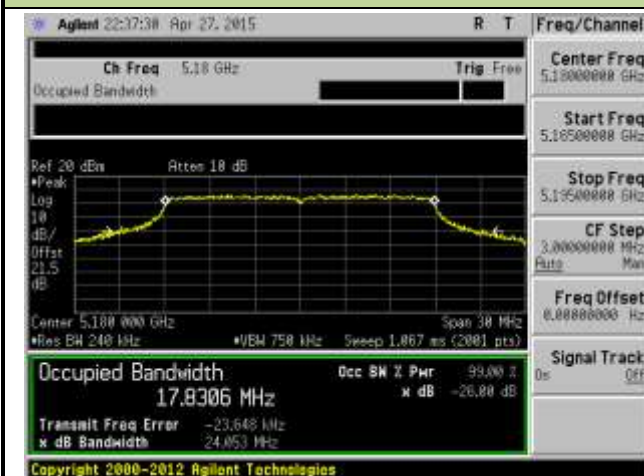 Agilent 22:37:38 Apr 27, 2015 R T
Freq/Channel
Ch Freq 5.18 GHz Trig Free
Occupied Bandwidth
Center Freq
5.18000000 GHz
Start Freq
5.16500000 GHz
Stop Freq
5.19500000 GHz
CF Step
3.00000000 MHz
Auto Man
Freq Offset
0.00000000 Hz
Signal Track
On Off
Ref 20 dBm Atten 10 dB
•Peak
Log
10
dB/
Offst
21.5
dB
Center 5.180 000 GHz Span 30 MHz
•Res BW 240 kHz •VBW 750 kHz Sweep 1.067 ms (2001 pts)
Occupied Bandwidth
17.8306 MHz
Occ BW % Pwr 99.00 %
x dB -26.00 dB
Transmit Freq Error -23.648 kHz
x dB Bandwidth 24.053 MHz
Copyright 2000-2012 Agilent Technologies